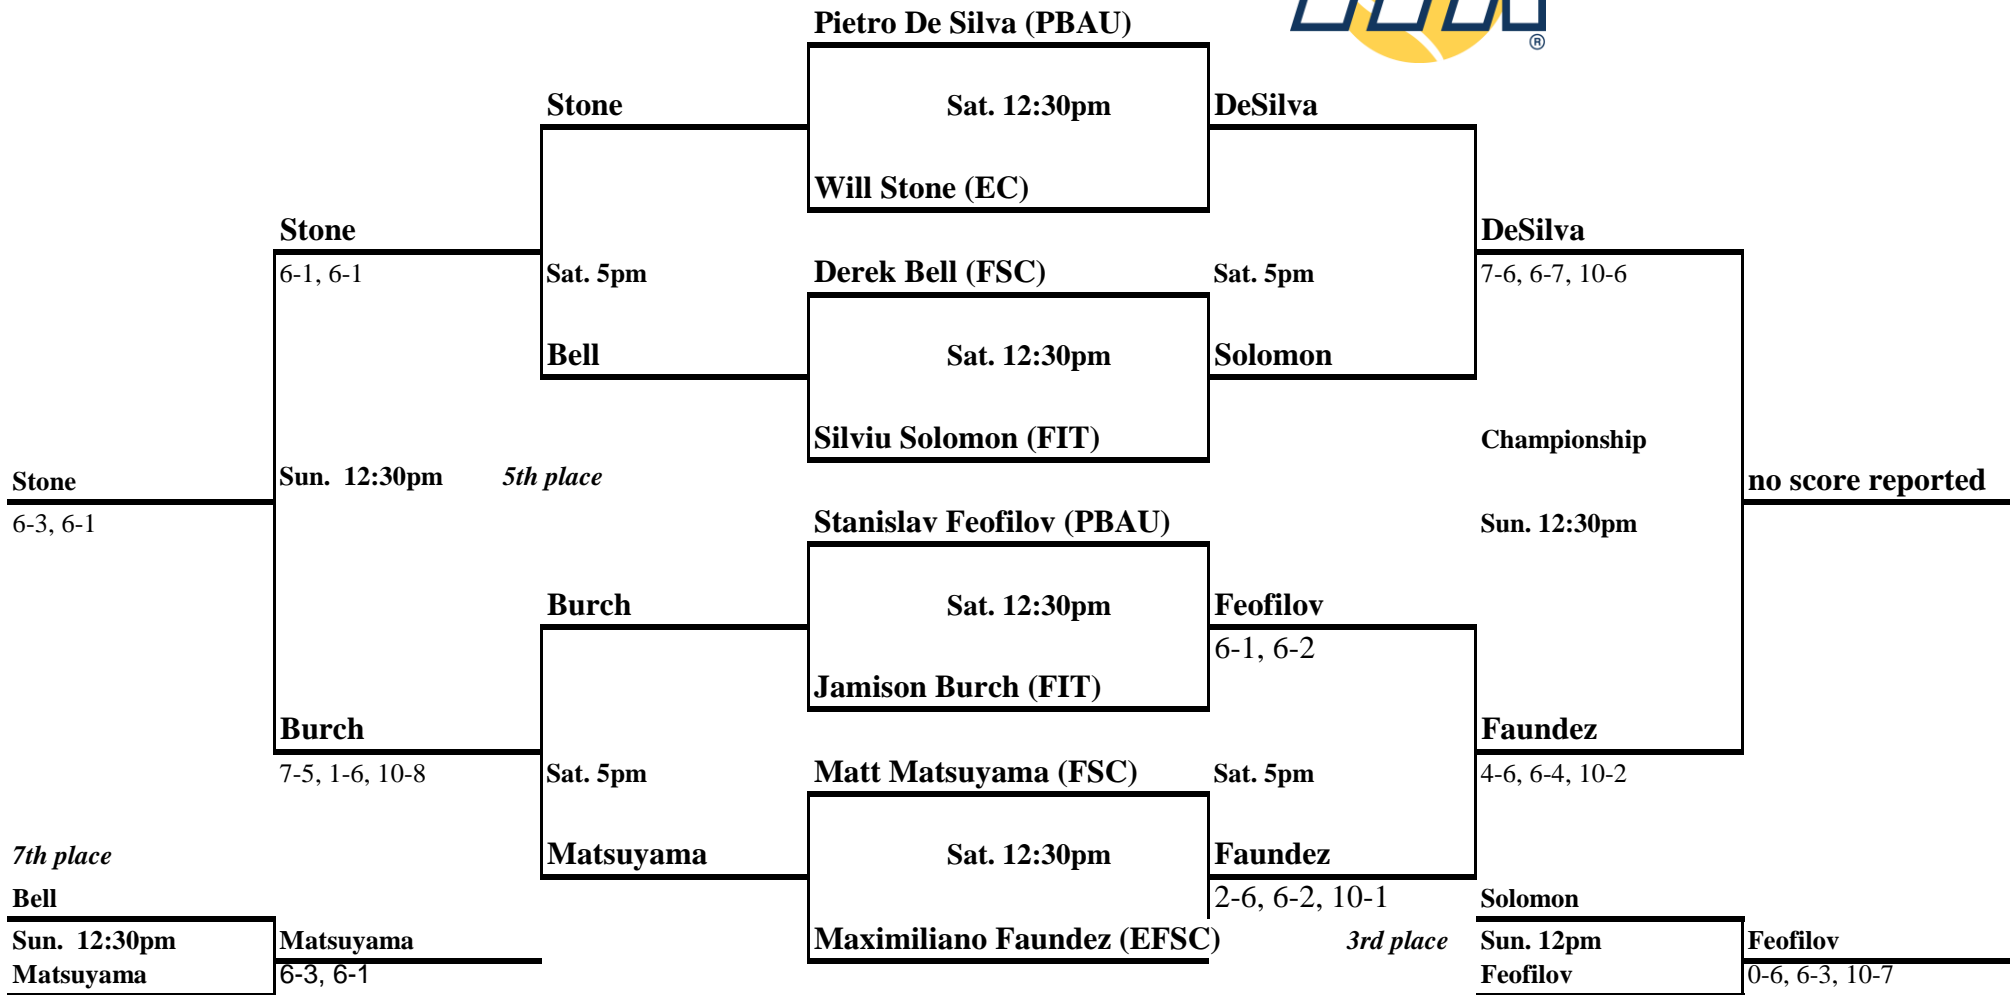 Pietro De Silva (PBAU)
®
Stone
Sat. 12:30pm
DeSilva
Will Stone (EC)
Stone
DeSilva
6-1, 6-1
Sat. 5pm
Derek Bell (FSC)
Sat. 5pm
7-6, 6-7, 10-6
Bell
Sat. 12:30pm
Solomon
Silviu Solomon (FIT)
Championship
Stone
Sun. 12:30pm
5th place
no score reported
6-3, 6-1
Stanislav Feofilov (PBAU)
Sun. 12:30pm
Burch
Sat. 12:30pm
Feofilov
6-1, 6-2
Jamison Burch (FIT)
Burch
Faundez
7-5, 1-6, 10-8
Sat. 5pm
Matt Matsuyama (FSC)
Sat. 5pm
4-6, 6-4, 10-2
7th place
Matsuyama
Sat. 12:30pm
Faundez
Bell
2-6, 6-2, 10-1
Solomon
Sun. 12:30pm
Matsuyama
Maximiliano Faundez (EFSC)
3rd place
Sun. 12pm
Feofilov
Matsuyama
6-3, 6-1
Feofilov
0-6, 6-3, 10-7